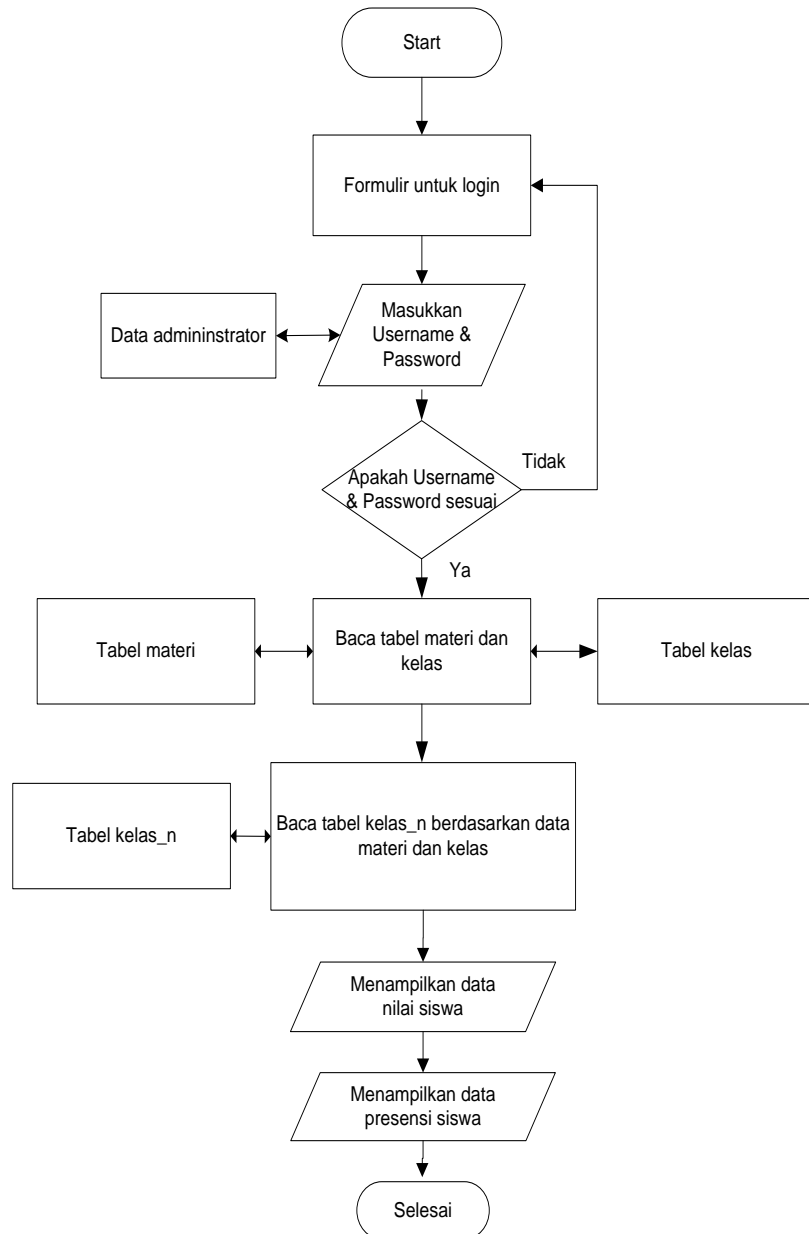 Start
Formulir untuk login
Data admininstrator
Masukkan
Username &
Password
Tidak
Apakah Username
& Password sesuai
Ya
Tabel materi
Baca tabel materi dan
kelas
Tabel kelas
Tabel kelas_n
Baca tabel kelas_n berdasarkan data
materi dan kelas
Menampilkan data
nilai siswa
Menampilkan data
presensi siswa
Selesai